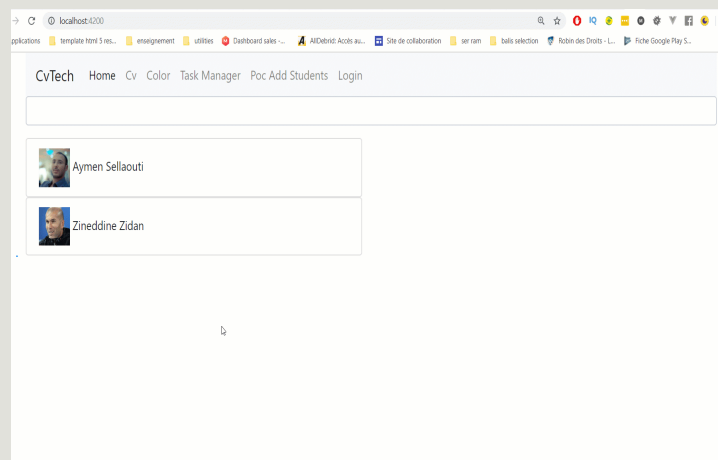 localhost:4200
pplications template html 5 res... enseignement utilities Dashboard sales -... AllDebrid: Accès au... Site de collaboration ser ram balis selection Robin des Droits - L... Fiche Google Play S...
CvTech Home Cv Color Task Manager Poc Add Students Login
Aymen Sellaouti
Zineddine Zidan